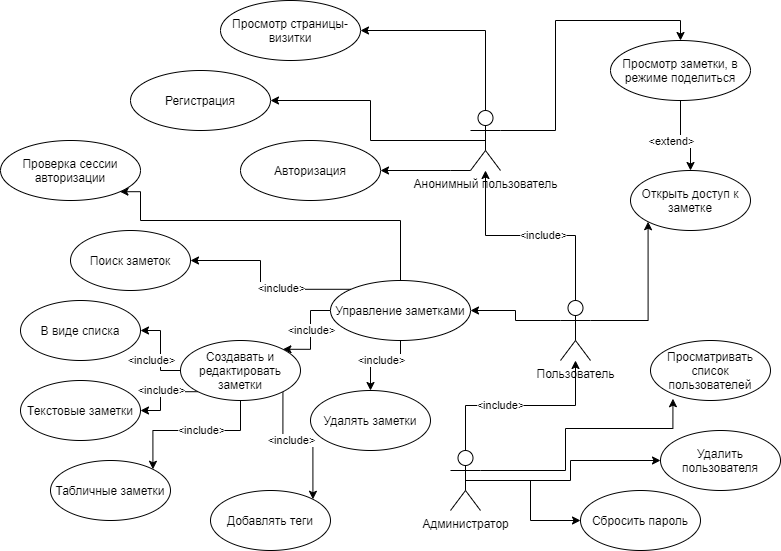 Просмотр страницы-
визитки
Просмотр заметки, в
режиме поделиться
Регистрация
<extend>
Проверка сессии
авторизации
Авторизация
Анонимный пользователь
Открыть доступ к
заметке
<include>
Поиск заметок
<include>
Управление заметками
В виде списка
<include>
<include>
Создавать и
редактировать
заметки
<include>
Пользователь
Просматривать
список
пользователей
<include>
Текстовые заметки
<include>
Удалять заметки
<include>
<include>
Удалить
пользователя
Табличные заметки
Добавлять теги
Администратор
Сбросить пароль